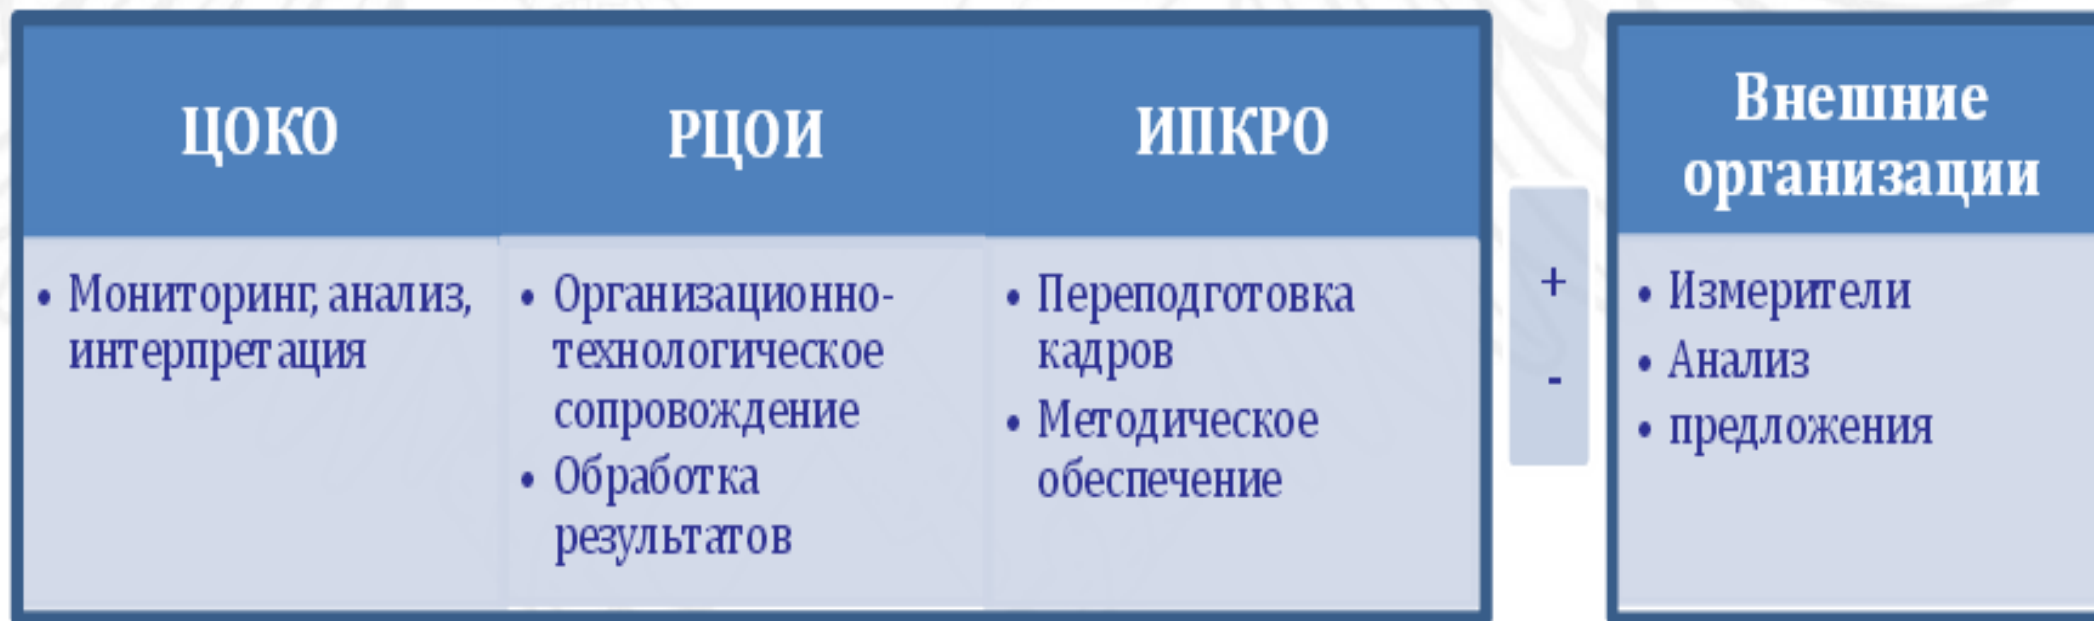 ЦОКО
• Мониторинг, анализ,
интерпретация
РЦОИ
• Организационно-
технологическое
сопровождение
• Обработка
результатов
ИПКРО
• Переподготовка
кадров
• Методическое
обеспечение
+
-
Внешние
организации
• Измерители
• Анализ
• предложения